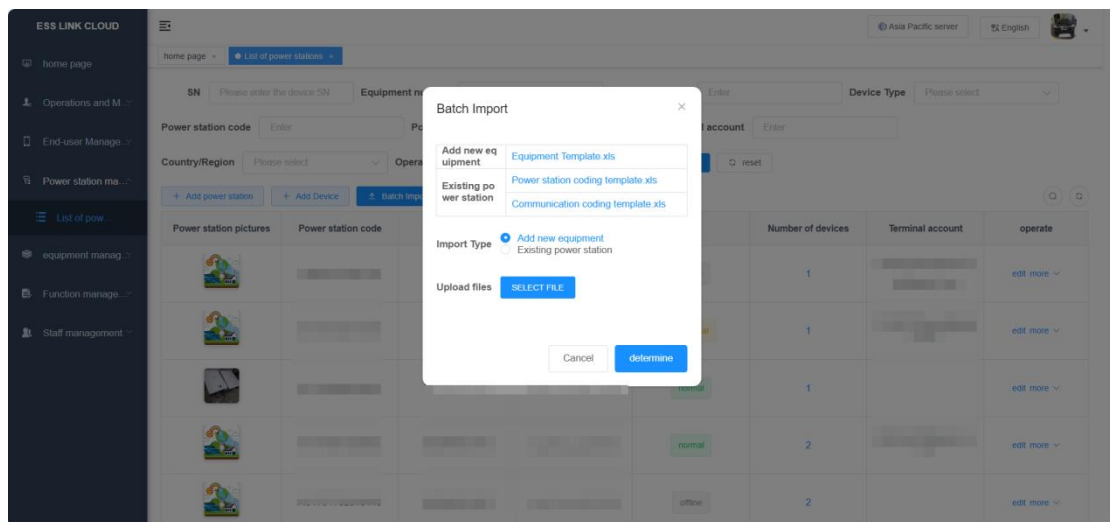 ESS LINK CLOUD
Asia Pacific server
English
home page
home page
List of power stations
Operations and M...
SN
Please enter the device SN
Equipment n
Enter
Device Type
Please select
Power station code
Enter
Po
l account
Enter
End-user Manage...
Country/Region
Please select
Opera
reset
Power station ma...
+ Add power station
+ Add Device
Batch Impo
List of pow...
Power station pictures
Power station code
Number of devices
Terminal account
operate
equipment manag...
1
edit more
Function manage...
Staff management
1
edit more
normal
1
edit more
normal
2
edit more
offline
2
edit more
Batch Import
×
Add new eq
uipment
Equipment Template.xls
Existing po
wer station
Power station coding template.xls
Communication coding template.xls
Import Type
Add new equipment
Existing power station
Upload files
SELECT FILE
Cancel
determine